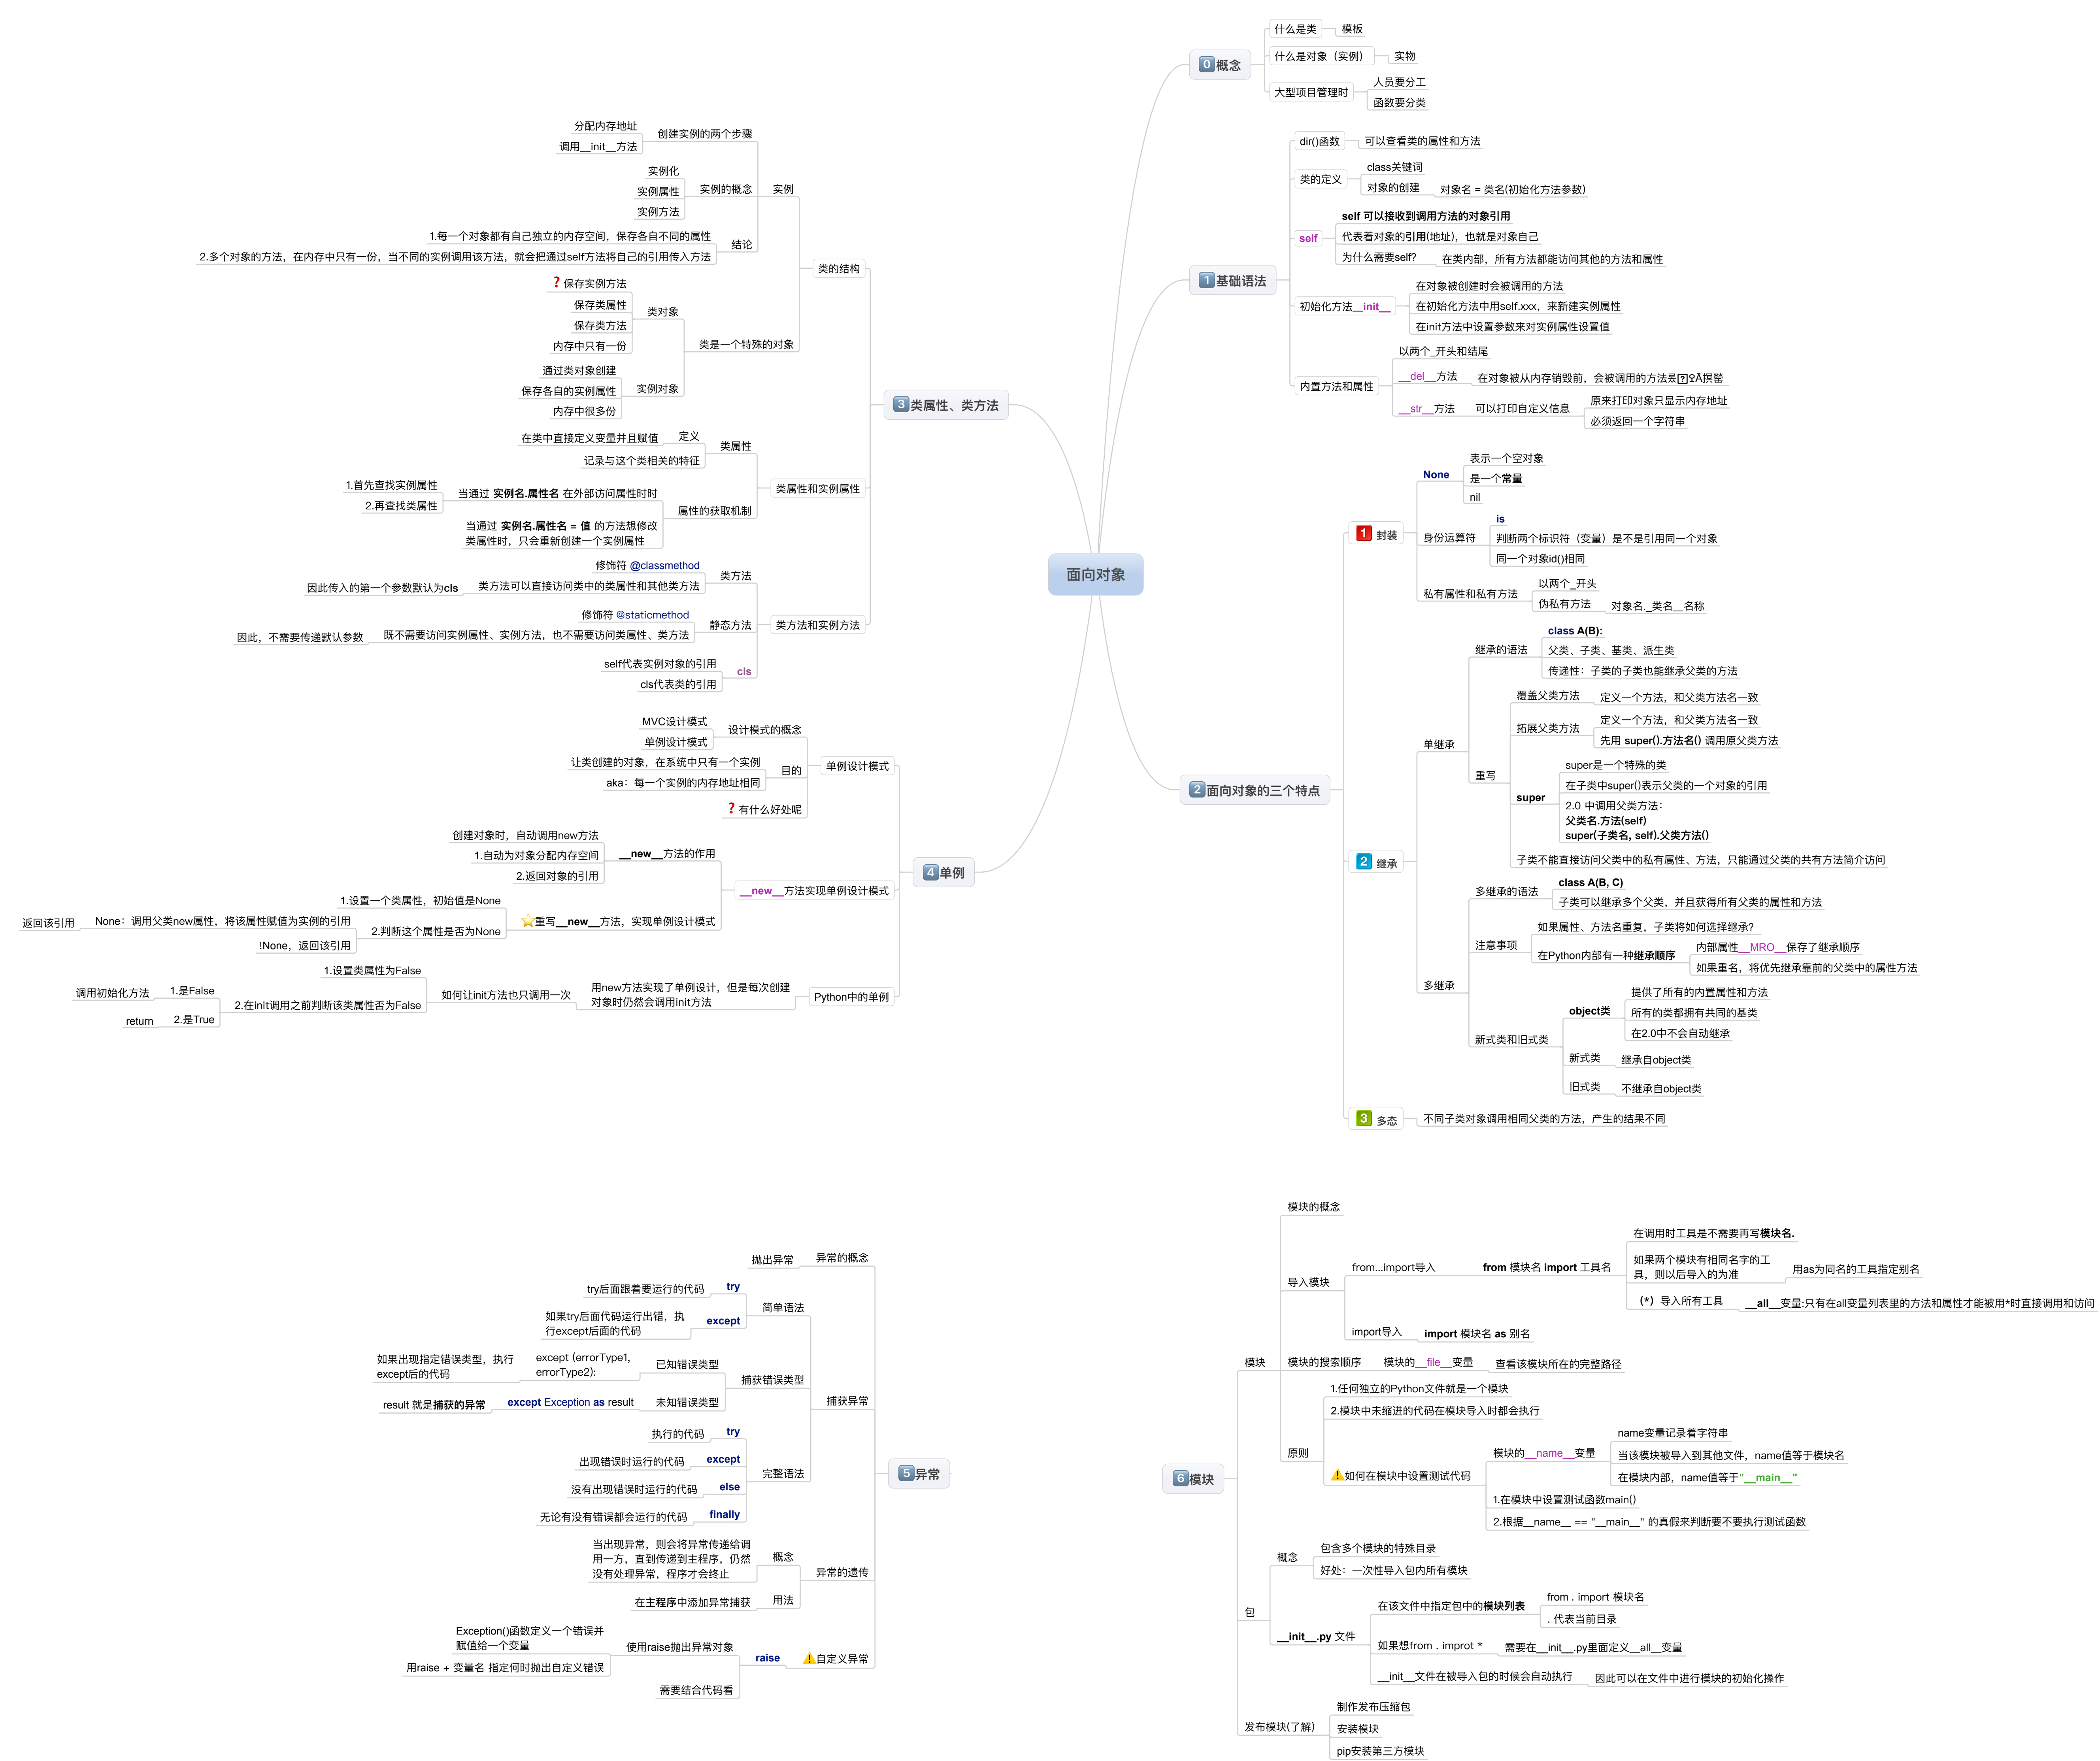 面向对象
0 概念
什么是类
模板
什么是对象（实例）
实物
大型项目管理时
人员要分工
函数要分类
1 基础语法
dir()函数
可以查看类的属性和方法
类的定义
class关键词
对象的创建
对象名 = 类名(初始化方法参数)
self
self 可以接收到调用方法的对象引用
代表着对象的引用(地址)，也就是对象自己
为什么需要self?
在类内部，所有方法都能访问其他的方法和属性
初始化方法__init__
在对象被创建时会被调用的方法
在初始化方法中用self.xxx，来新建实例属性
在init方法中设置参数来对实例属性设置值
内置方法和属性
以两个_开头和结尾
__del__方法
在对象被从内存销毁前，会被调用的方法
__str__方法
可以打印自定义信息
原来打印对象只显示内存地址
必须返回一个字符串
2 面向对象的三个特点
1 封装
None
表示一个空对象
是一个常量
nil
身份运算符
is
判断两个标识符（变量）是不是引用同一个对象
同一个对象id()相同
私有属性和私有方法
以两个_开头
伪私有方法
对象名._类名__名称
2 继承
单继承
继承的语法
class A(B):
父类、子类、基类、派生类
传递性：子类的子类也能继承父类的方法
重写
覆盖父类方法
定义一个方法，和父类方法名一致
拓展父类方法
定义一个方法，和父类方法名一致
先用 super().方法名() 调用原父类方法
super
super是一个特殊的类
在子类中super()表示父类的一个对象的引用
2.0 中调用父类方法：
父类名.方法(self)
super(子类名, self).父类方法()
子类不能直接访问父类中的私有属性、方法，只能通过父类的共有方法简介访问
多继承
多继承的语法
class A(B, C)
子类可以继承多个父类，并且获得所有父类的属性和方法
注意事项
如果属性、方法名重复，子类将如何选择继承？
在Python内部有一种继承顺序
内部属性__MRO__保存了继承顺序
如果重名，将优先继承靠前的父类中的属性方法
新式类和旧式类
object类
提供了所有的内置属性和方法
所有的类都拥有共同的基类
在2.0中不会自动继承
新式类
继承自object类
旧式类
不继承自object类
3 多态
不同子类对象调用相同父类的方法，产生的结果不同
3 类属性、类方法
类的结构
实例
创建实例的两个步骤
分配内存地址
调用__init__方法
实例的概念
实例化
实例属性
实例方法
结论
1.每一个对象都有自己独立的内存空间，保存各自不同的属性
2.多个对象的方法，在内存中只有一份，当不同的实例调用该方法，就会把通过self方法将自己的引用传入方法
类是一个特殊的对象
类对象
❓保存实例方法
保存类属性
保存类方法
内存中只有一份
实例对象
通过类对象创建
保存各自的实例属性
内存中很多份
类属性和实例属性
类属性
定义
在类中直接定义变量并且赋值
记录与这个类相关的特征
属性的获取机制
当通过 实例名.属性名 在外部访问属性时时
1.首先查找实例属性
2.再查找类属性
当通过 实例名.属性名 = 值 的方法想修改
类属性时，只会重新创建一个实例属性
类方法和实例方法
类方法
修饰符 @classmethod
类方法可以直接访问类中的类属性和其他类方法
因此传入的第一个参数默认为cls
静态方法
修饰符 @staticmethod
既不需要访问实例属性、实例方法，也不需要访问类属性、类方法
因此，不需要传递默认参数
cls
self代表实例对象的引用
cls代表类的引用
4 单例
单例设计模式
设计模式的概念
MVC设计模式
单例设计模式
目的
让类创建的对象，在系统中只有一个实例
aka：每一个实例的内存地址相同
❓有什么好处呢
__new__方法实现单例设计模式
__new__方法的作用
创建对象时，自动调用new方法
1.自动为对象分配内存空间
2.返回对象的引用
⭐重写__new__方法，实现单例设计模式
1.设置一个类属性，初始值是None
2.判断这个属性是否为None
None：调用父类new属性，将该属性赋值为实例的引用
返回该引用
!None，返回该引用
Python中的单例
用new方法实现了单例设计，但是每次创建
对象时仍然会调用init方法
如何让init方法也只调用一次
1.设置类属性为False
2.在init调用之前判断该类属性否为False
1.是False
调用初始化方法
2.是True
return
5 异常
异常的概念
抛出异常
捕获异常
简单语法
try
try后面跟着要运行的代码
except
如果try后面代码运行出错，执
行except后面的代码
捕获错误类型
已知错误类型
except (errorType1,
errorType2):
如果出现指定错误类型，执行
except后的代码
未知错误类型
except Exception as result
result 就是捕获的异常
完整语法
try
执行的代码
except
出现错误时运行的代码
else
没有出现错误时运行的代码
finally
无论有没有错误都会运行的代码
异常的遗传
概念
当出现异常，则会将异常传递给调
用一方，直到传递到主程序，仍然
没有处理异常，程序才会终止
用法
在主程序中添加异常捕获
⚠自定义异常
raise
使用raise抛出异常对象
Exception()函数定义一个错误并
赋值给一个变量
用raise + 变量名 指定何时抛出自定义错误
需要结合代码看
6 模块
模块
模块的概念
导入模块
from...import导入
from 模块名 import 工具名
在调用时工具是不需要再写模块名.
如果两个模块有相同名字的工
具，则以后导入的为准
用as为同名的工具指定别名
(*) 导入所有工具
__all__变量:只有在all变量列表里的方法和属性才能被用*时直接调用和访问
import导入
import 模块名 as 别名
模块的搜索顺序
模块的__file__变量
查看该模块所在的完整路径
原则
1.任何独立的Python文件就是一个模块
2.模块中未缩进的代码在模块导入时都会执行
⚠如何在模块中设置测试代码
模块的__name__变量
name变量记录着字符串
当该模块被导入到其他文件，name值等于模块名
在模块内部，name值等于"__main__"
1.在模块中设置测试函数main()
2.根据__name__ == "__main__" 的真假来判断要不要执行测试函数
包
概念
包含多个模块的特殊目录
好处：一次性导入包内所有模块
__init__.py 文件
在该文件中指定包中的模块列表
from . import 模块名
. 代表当前目录
如果想from . improt *
需要在__init__.py里面定义__all__变量
__init__文件在被导入包的时候会自动执行
因此可以在文件中进行模块的初始化操作
发布模块(了解)
制作发布压缩包
安装模块
pip安装第三方模块